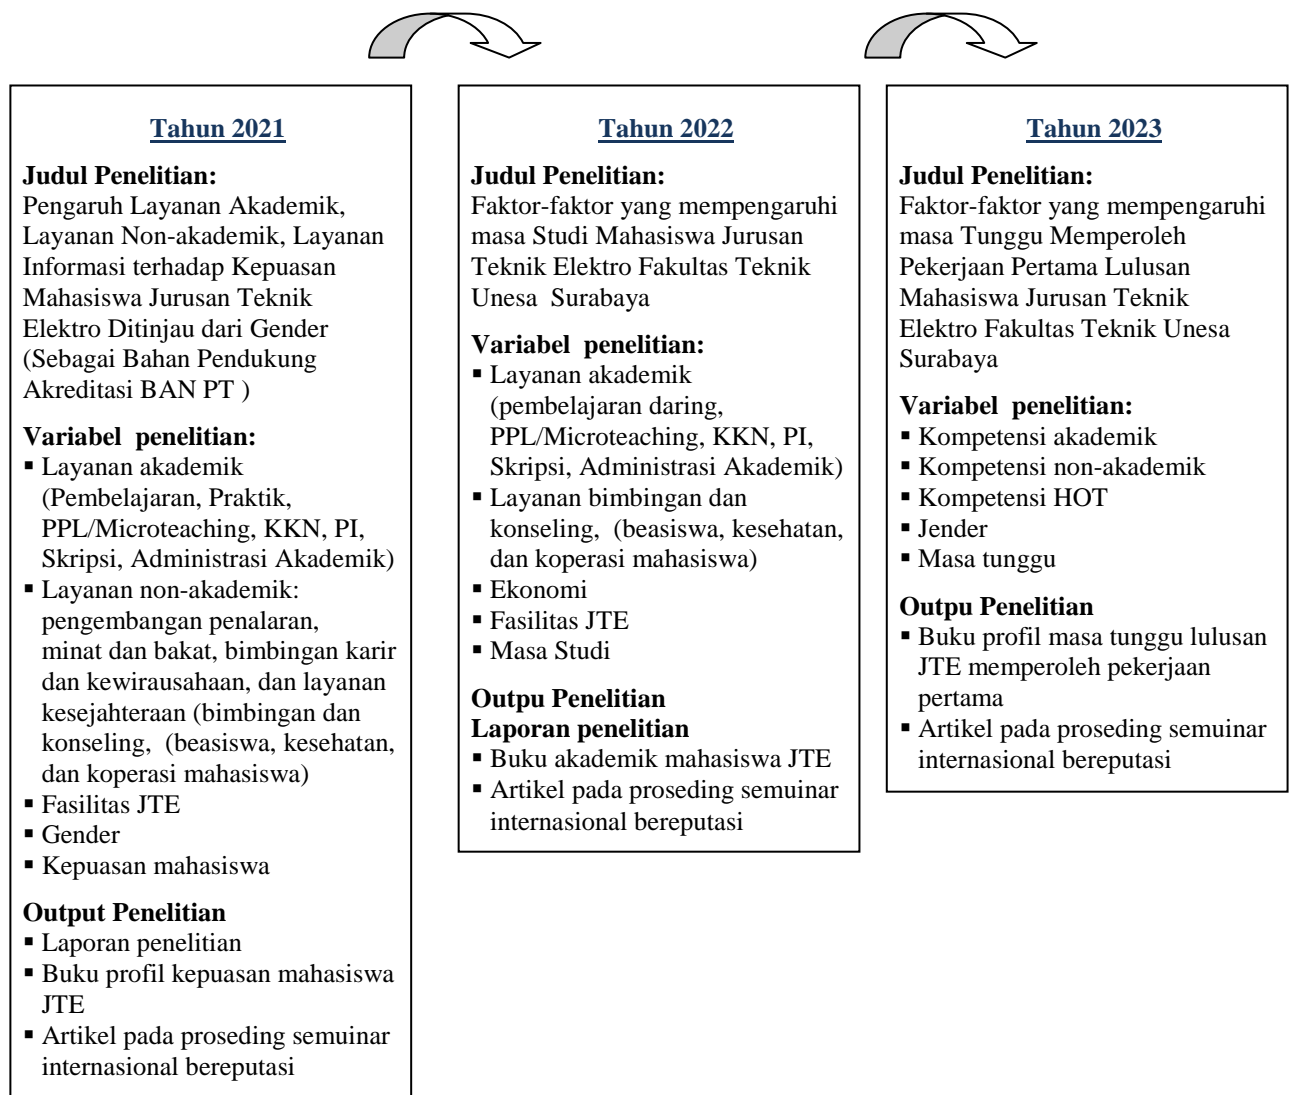 Tahun 2021
Judul Penelitian:
Pengaruh Layanan Akademik,
Layanan Non-akademik, Layanan
Informasi terhadap Kepuasan
Mahasiswa Jurusan Teknik
Elektro Ditinjau dari Gender
(Sebagai Bahan Pendukung
Akreditasi BAN PT )
Variabel penelitian:
▪ Layanan akademik
(Pembelajaran, Praktik,
PPL/Microteaching, KKN, PI,
Skripsi, Administrasi Akademik)
▪ Layanan non-akademik:
pengembangan penalaran,
minat dan bakat, bimbingan karir
dan kewirausahaan, dan layanan
kesejahteraan (bimbingan dan
konseling, (beasiswa, kesehatan,
dan koperasi mahasiswa)
▪ Fasilitas JTE
▪ Gender
▪ Kepuasan mahasiswa
Output Penelitian
▪ Laporan penelitian
▪ Buku profil kepuasan mahasiswa
JTE
▪ Artikel pada proseding semuinar
internasional bereputasi
Tahun 2022
Judul Penelitian:
Faktor-faktor yang mempengaruhi
masa Studi Mahasiswa Jurusan
Teknik Elektro Fakultas Teknik
Unesa Surabaya
Variabel penelitian:
▪ Layanan akademik
(pembelajaran daring,
PPL/Microteaching, KKN, PI,
Skripsi, Administrasi Akademik)
▪ Layanan bimbingan dan
konseling, (beasiswa, kesehatan,
dan koperasi mahasiswa)
▪ Ekonomi
▪ Fasilitas JTE
▪ Masa Studi
Outpu Penelitian
Laporan penelitian
▪ Buku akademik mahasiswa JTE
▪ Artikel pada proseding semuinar
internasional bereputasi
Tahun 2023
Judul Penelitian:
Faktor-faktor yang mempengaruhi
masa Tunggu Memperoleh
Pekerjaan Pertama Lulusan
Mahasiswa Jurusan Teknik
Elektro Fakultas Teknik Unesa
Surabaya
Variabel penelitian:
▪ Kompetensi akademik
▪ Kompetensi non-akademik
▪ Kompetensi HOT
▪ Jender
▪ Masa tunggu
Outpu Penelitian
▪ Buku profil masa tunggu lulusan
JTE memperoleh pekerjaan
pertama
▪ Artikel pada proseding semuinar
internasional bereputasi